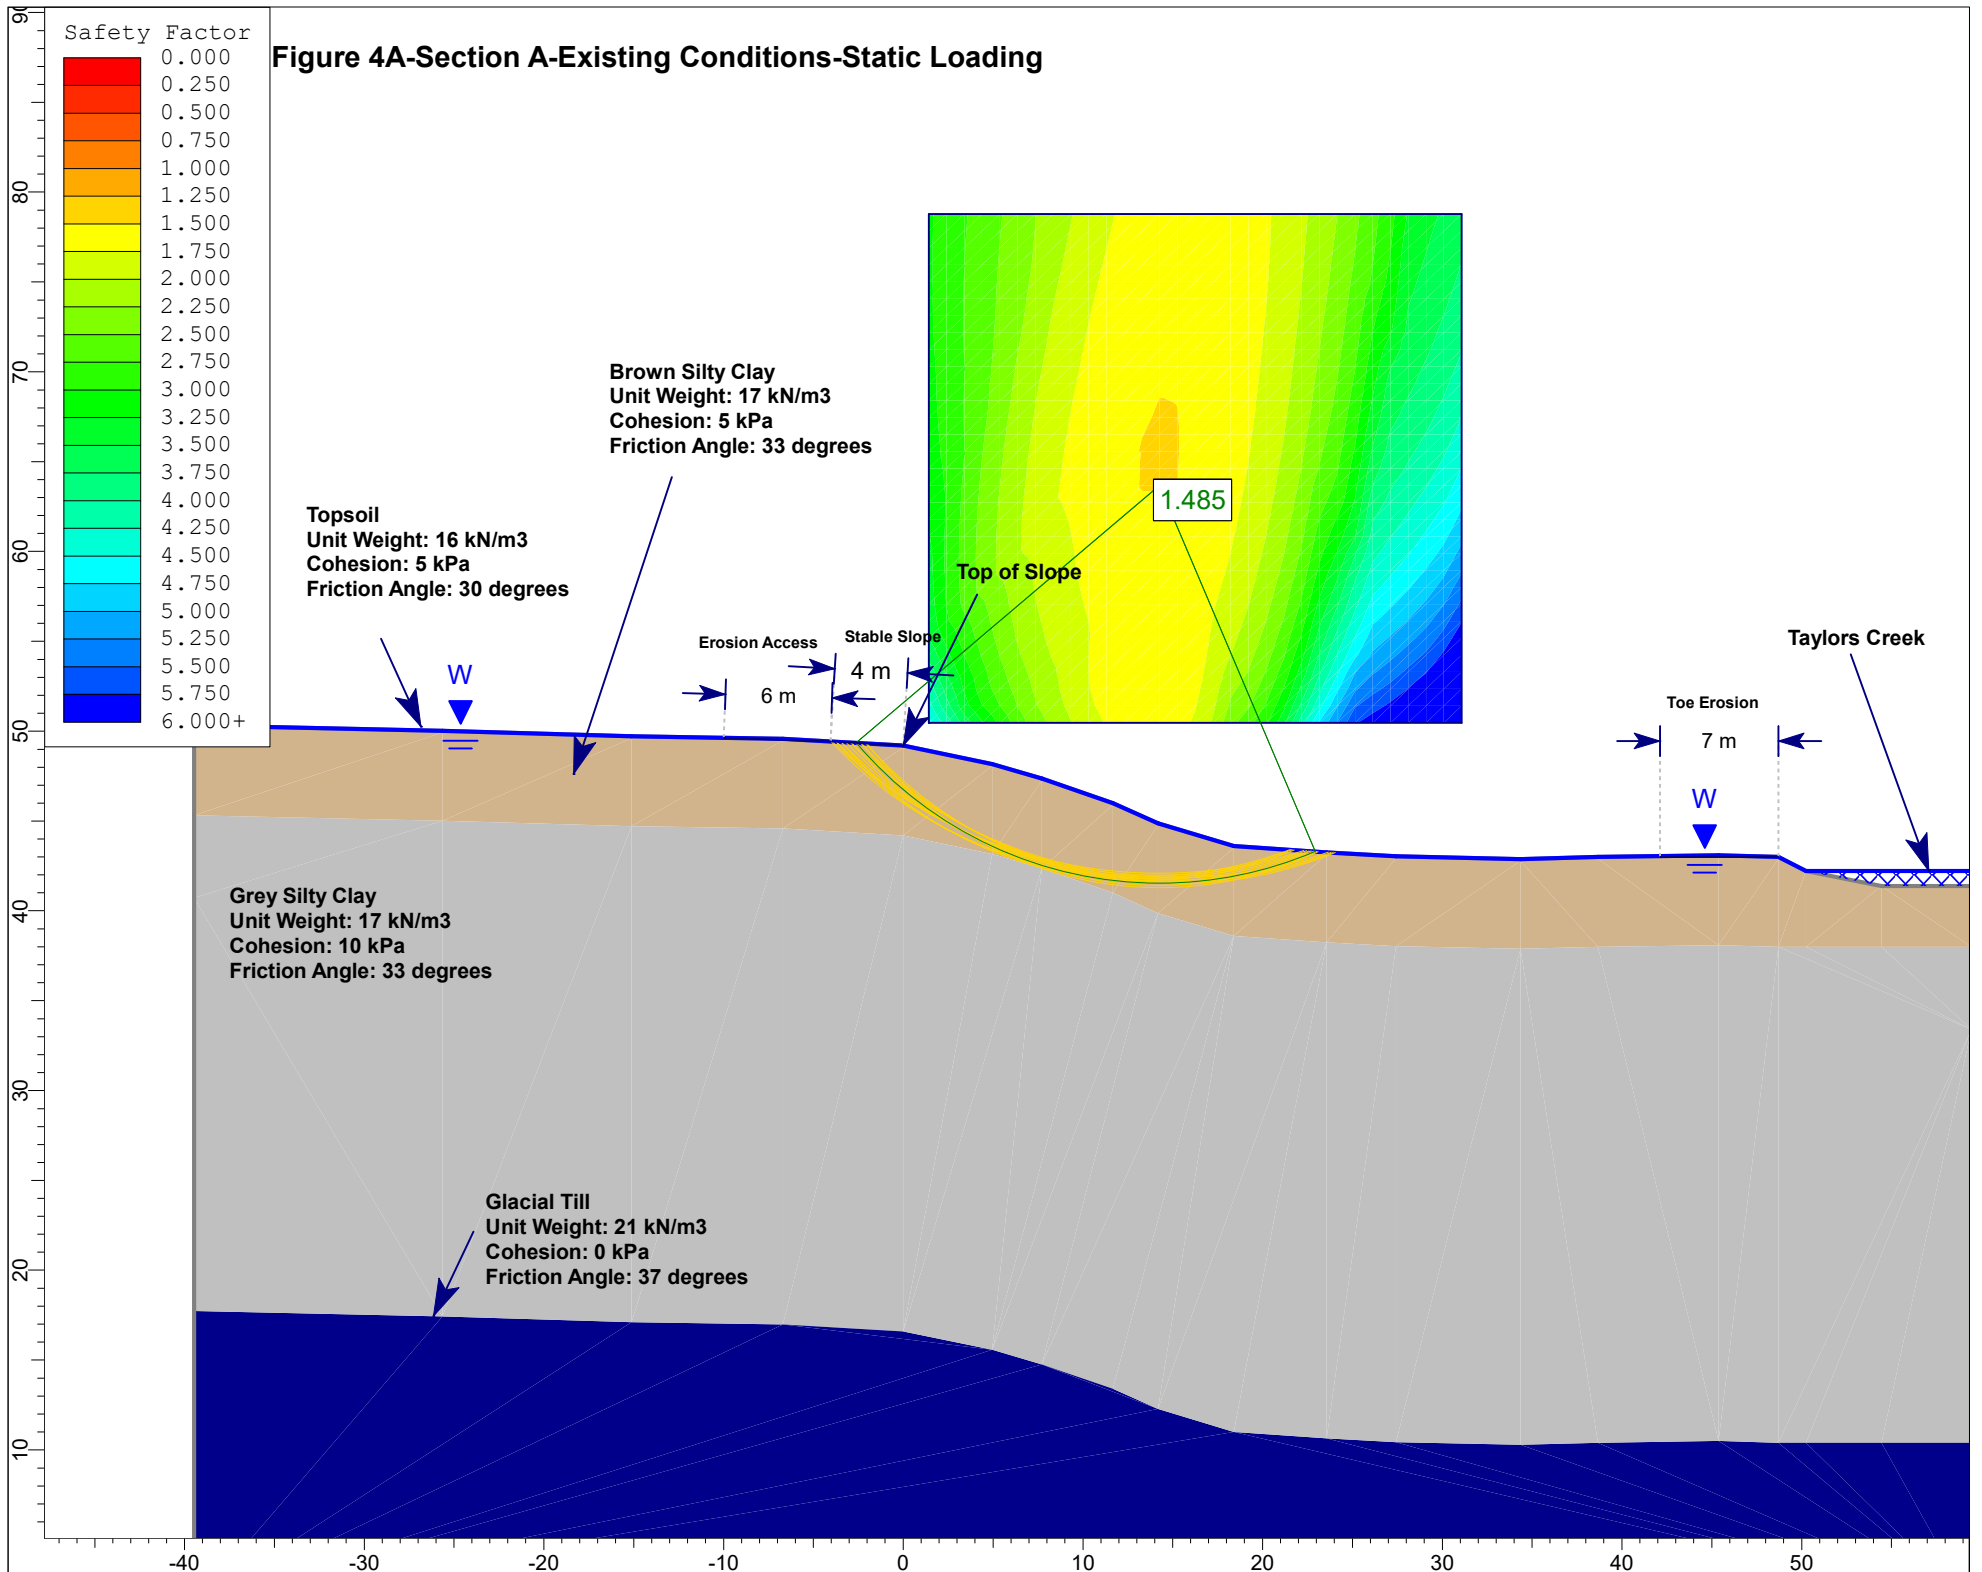 Safety Factor
0.000
0.250
0.500
0.750
1.000
1.250
1.500
1.750
2.000
2.250
2.500
2.750
3.000
3.250
3.500
3.750
4.000
4.250
4.500
4.750
5.000
5.250
5.500
5.750
6.000+
Figure 4A-Section A-Existing Conditions-Static Loading
Brown Silty Clay
Unit Weight: 17 kN/m3
Cohesion: 5 kPa
Friction Angle: 33 degrees
Topsoil
Unit Weight: 16 kN/m3
Cohesion: 5 kPa
Friction Angle: 30 degrees
1.485
Top of Slope
Erosion Access
6 m
Stable Slope
4 m
W
Taylors Creek
Toe Erosion
7 m
W
Grey Silty Clay
Unit Weight: 17 kN/m3
Cohesion: 10 kPa
Friction Angle: 33 degrees
Glacial Till
Unit Weight: 21 kN/m3
Cohesion: 0 kPa
Friction Angle: 37 degrees
90
80
70
60
50
40
30
20
10
-40 -30 -20 -10 0 10 20 30 40 50